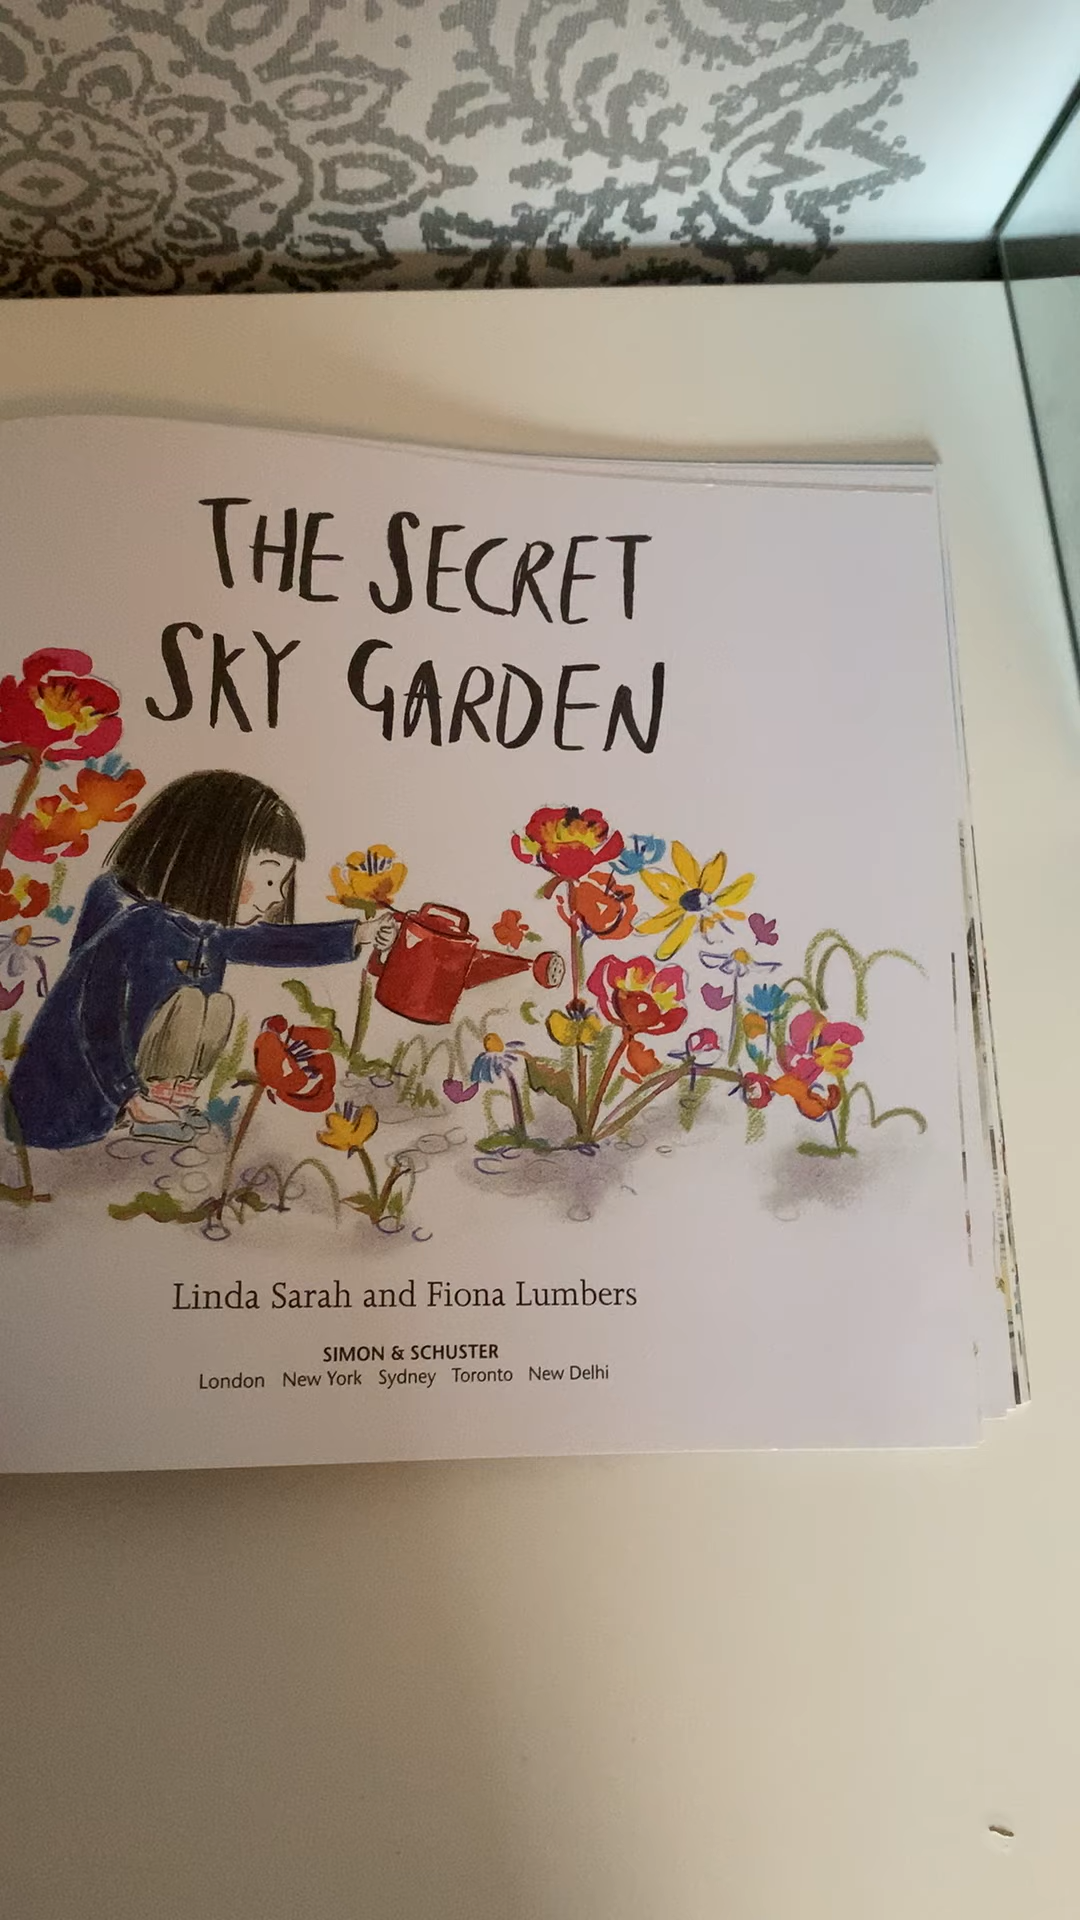 THE SECRET
SKY GARDEN
Linda Sarah and Fiona Lumbers
SIMON & SCHUSTER
London New York Sydney Toronto New Delhi